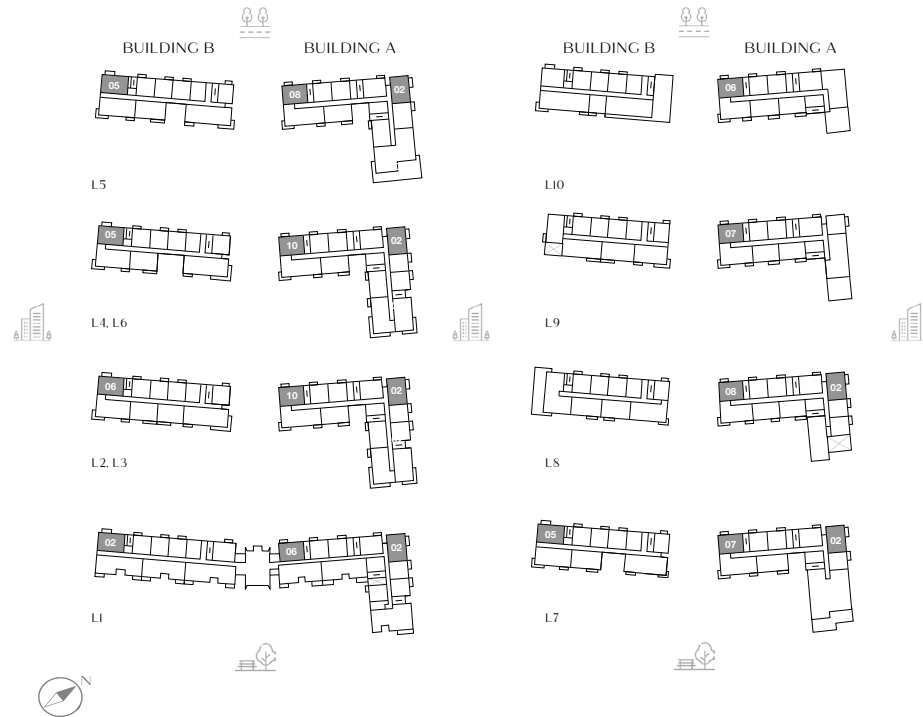 BUILDING B BUILDING A BUILDING B BUILDING A
05 08 02
L5
06
L10
05 10 02
L4, L6
07
L9
06 10 02
L2, L3
08 02
L8
02 06 02
L1
05 07 02
L7
N